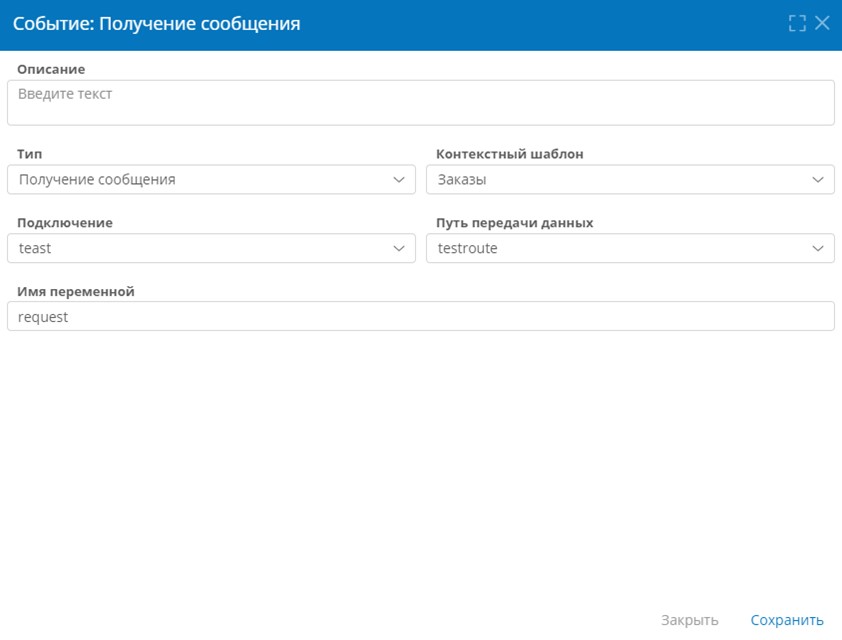 Событие: Получение сообщения
Описание
Введите текст
Тип
Контекстный шаблон
Получение сообщения
Заказы
Подключение
Путь передачи данных
teast
testroute
Имя переменной
request
Закрыть
Сохранить